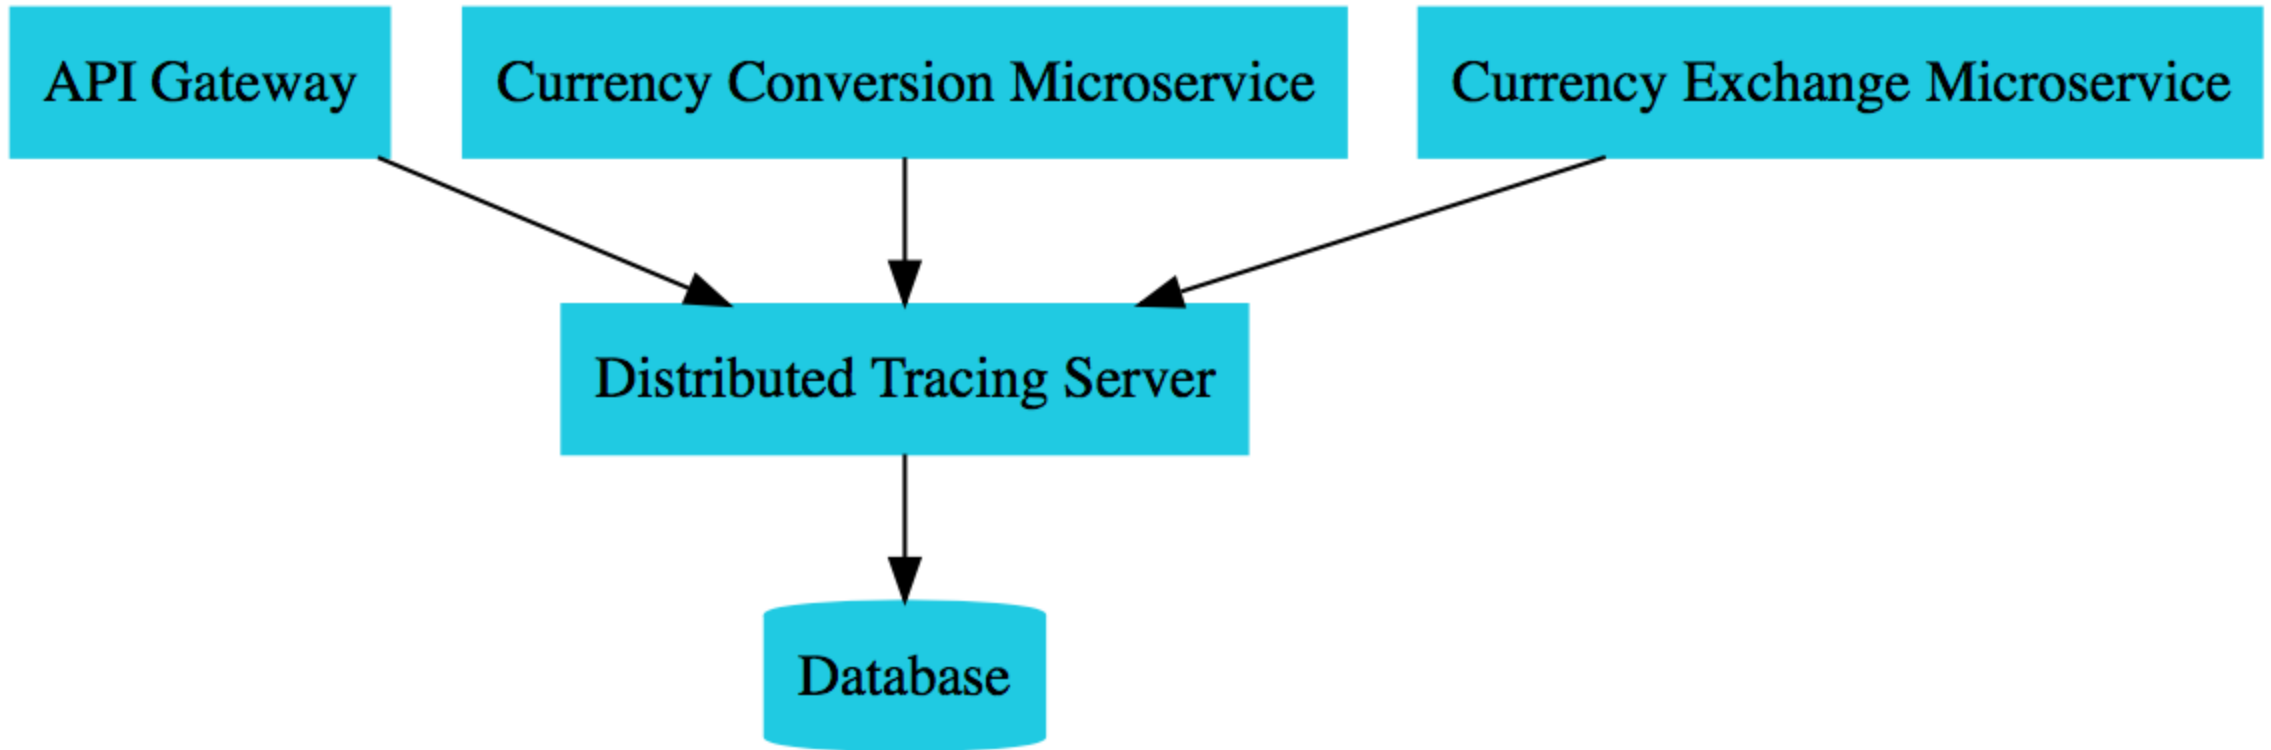 API Gateway
Currency Conversion Microservice
Currency Exchange Microservice
Distributed Tracing Server
Database